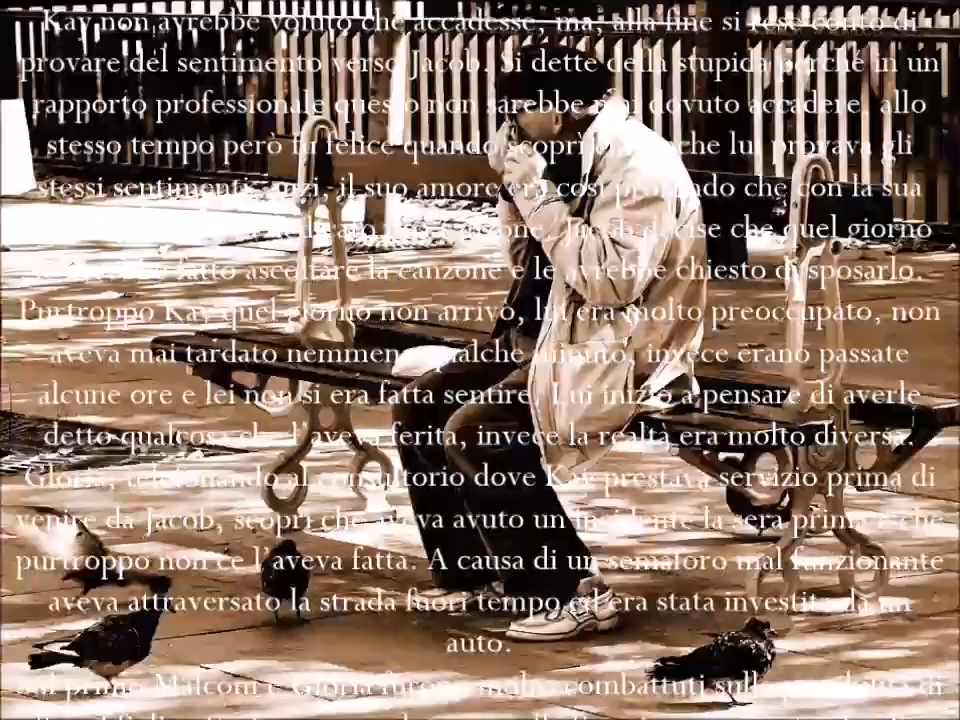 Kay non avrebbe voluto che accadesse, ma, alla fine si rese conto di
provare del sentimento verso Jacob. Si dette della stupida perché in un
rapporto professionale questo non sarebbe mai dovuto accadere, allo
stesso tempo però fu felice quando scoprì che lui provava gli
stessi sentimenti, anzi, il suo amore era così profondo che con la sua
canzone. Jacob decise che quel giorno
fatto ascoltare la canzone e le avrebbe chiesto di sposarlo.
Purtroppo Kay quel giorno non arrivò, lui era molto preoccupato, non
aveva mai tardato nemmeno qualche minuto, invece erano passate
alcune ore e lei non si era fatta sentire. Lui iniziò a pensare di averle
detto qualcosa che l'aveva ferita, invece la realtà era molto diversa.
Gloria, telefonando al consultorio dove Kay prestava servizio prima di
venire da Jacob, scoprì che aveva avuto un incidente la sera prima e che
purtroppo non ce l'aveva fatta. A causa di un semaforo mal funzionante
aveva attraversato la strada fuori tempo ed era stata investita da un
auto.
Sul primo Malcom e Gloria furono molto combattuti sull' di